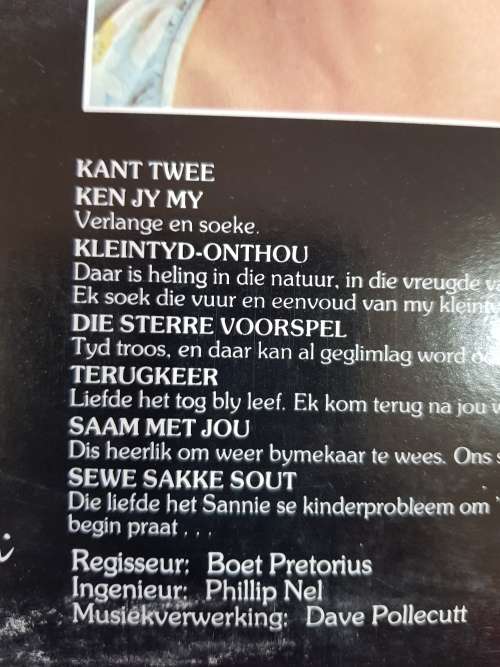 KANT TWEE
KEN JY MY
Verlange en soeke.
KLEINTYD-ONTHOU
Daar is heling in die natuur, in die vreugde
Ek soek die vuur en eenvoud van my
DIE STERRE VOORSPEL
Tyd troos, en daar kan al geglimlag word
TERUGKEER
Liefde het tog bly leef. Ek kom terug na jou
SAAM MET JOU
Dis heerlik om weer bymekaar te wees. Ons
SEWE SAKKE SOUT
Die liefde het Sannie se kinderprobleem om
begin praat . . .
Regisseur: Boet Pretorius
Ingenieur: Phillip Nel
Musiekverwerking: Dave Pollecutt